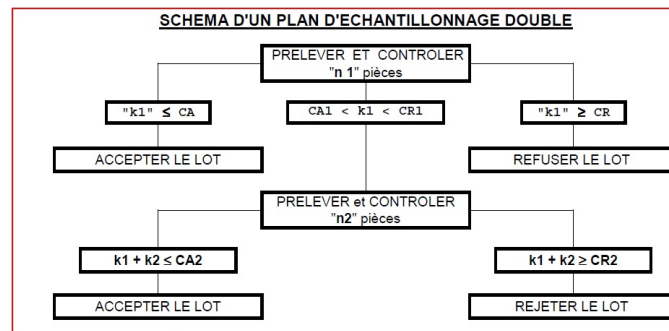 SCHEMA D'UN PLAN D'ECHANTILLONNAGE DOUBLE
PRELEVER ET CONTROLER
"n 1" pièces
"k1" ≤ CA
CA1 < k1 < CR1
"k1" ≥ CR
ACCEPTER LE LOT
REFUSER LE LOT
PRELEVER et CONTROLER
"n2" pièces
k1 + k2 ≤ CA2
k1 + k2 ≥ CR2
ACCEPTER LE LOT
REJETER LE LOT